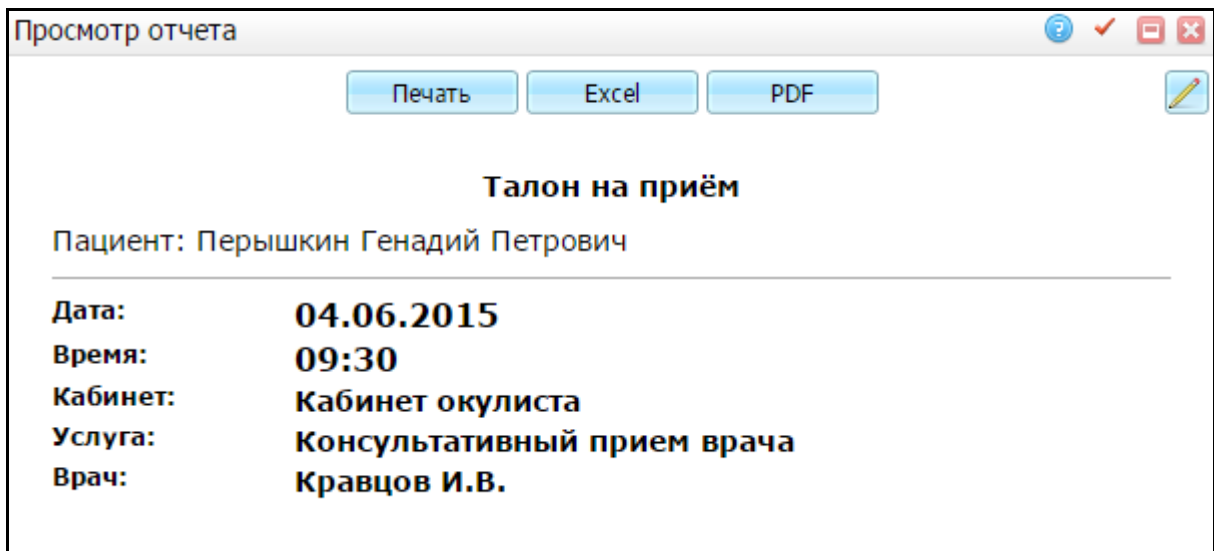 Просмотр отчета
Печать Excel PDF
Талон на приём
Пациент: Перышкин Генадий Петрович
Дата: 04.06.2015
Время: 09:30
Кабинет: Кабинет окулиста
Услуга: Консультативный прием врача
Врач: Кравцов И.В.